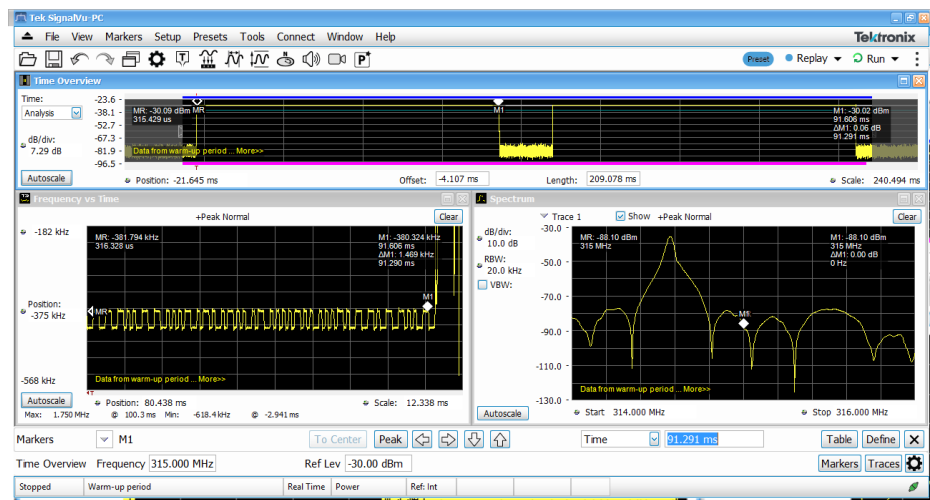 Tek SignalVu-PC
File View Markers Setup Presets Tools Connect Window Help
Tektronix
Preset Replay Run
Time Overview
Time:
Analysis
dB/div:
7.29 dB
Autoscale
-23.6
-38.1
-52.7
-67.3
-81.9
-96.5
MR: -30.09 dBm MR
315.429 us
Data from warm-up period ... More>>
M1
M1: -30.02 dBm
91.606 ms
ΔM1: 0.06 dB
91.291 ms
T
Position: -21.645 ms
Offset: -4.107 ms
Length: 209.078 ms
Scale: 240.494 ms
Frequency vs Time
+Peak Normal
Clear
-182 kHz
Position:
-375 kHz
-568 kHz
Autoscale
MR: -381.794 kHz
316.328 us
M1: -380.324 kHz
91.606 ms
ΔM1: 1.469 kHz
91.290 ms
MR
M1
Data from warm-up period ... More>>
T
Position: 80.438 ms
Scale: 12.338 ms
Max: 1.750 MHz @ 100.3 ms Min: -618.4 kHz @ -2.941 ms
Spectrum
Trace 1 Show +Peak Normal
Clear
dB/div:
10.0 dB
RBW:
20.0 kHz
VBW:
Autoscale
-30.0
-50.0
-70.0
-90.0
-110.0
-130.0
MR: -88.10 dBm
315 MHz
M1: -88.10 dBm
315 MHz
ΔM1: 0.00 dB
0 Hz
M1
Data from warm-up period ... More>>
Start 314.000 MHz
Stop 316.000 MHz
Markers M1 To Center Peak Time 91.291 ms Table Define
Time Overview Frequency 315.000 MHz Ref Lev -30.00 dBm Markers Traces
Stopped Warm-up period Real Time Power Ref: Int